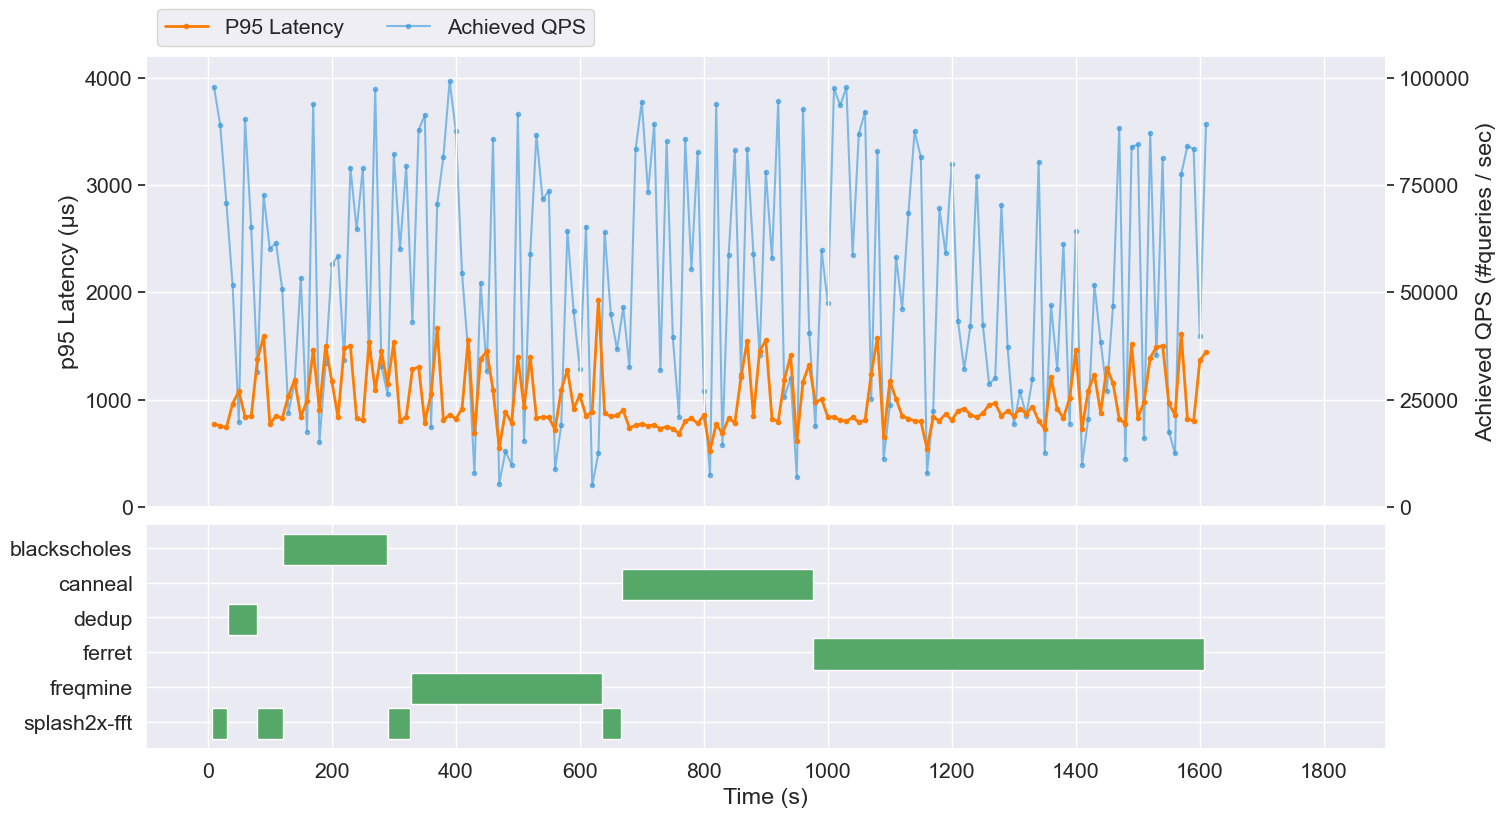 P95 Latency
Achieved QPS
4000
3000
2000
1000
0
p95 Latency (µs)
100000
75000
50000
25000
0
Achieved QPS (#queries / sec)
blackscholes
canneal
dedup
ferret
freqmine
splash2x-fft
0 200 400 600 800 1000 1200 1400 1600 1800
Time (s)